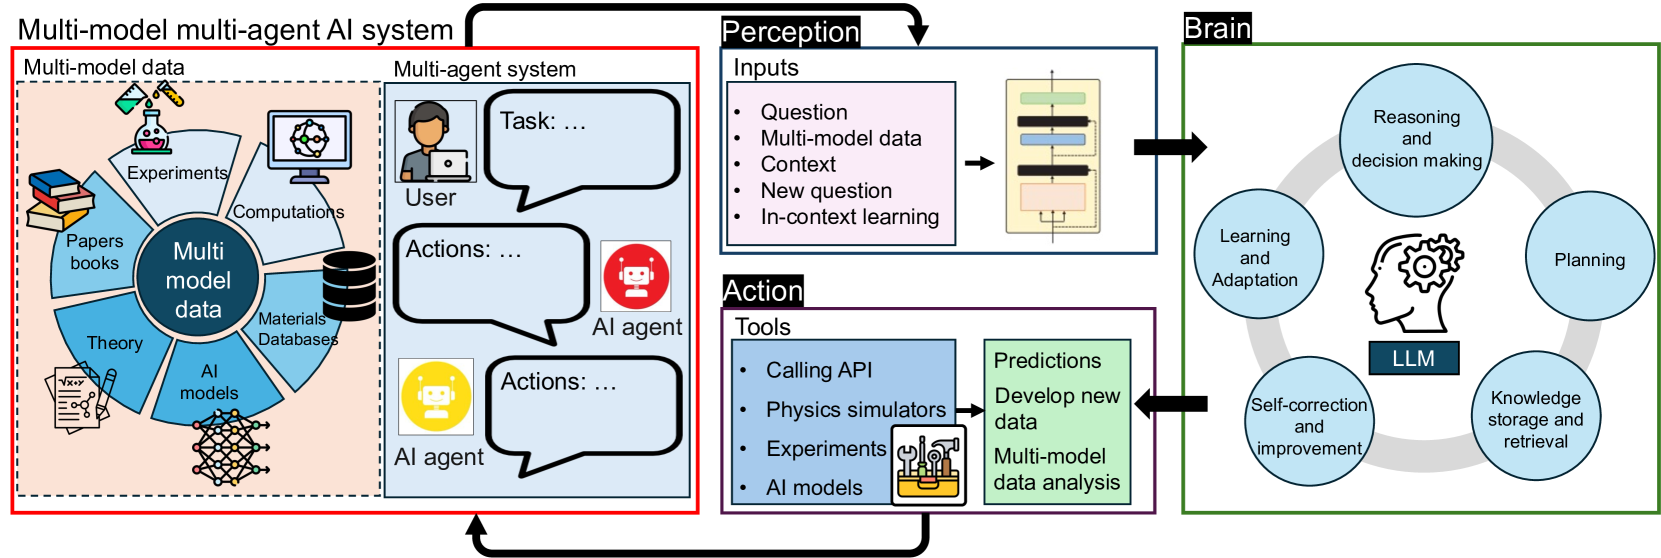 Multi-model multi-agent AI system
Multi-model data
Experiments
Computations
Papers
books
Multi
model
data
Materials
Databases
Theory
AI
models
√x+y
Multi-agent system
Task: …
User
Actions: …
AI agent
Actions: …
AI agent
Perception
Inputs
• Question
• Multi-model data
• Context
• New question
• In-context learning
Action
Tools
• Calling API
• Physics simulators
• Experiments
• AI models
Predictions
Develop new
data
Multi-model
data analysis
Brain
Reasoning
and
decision making
Learning
and
Adaptation
Planning
LLM
Self-correction
and
improvement
Knowledge
storage and
retrieval